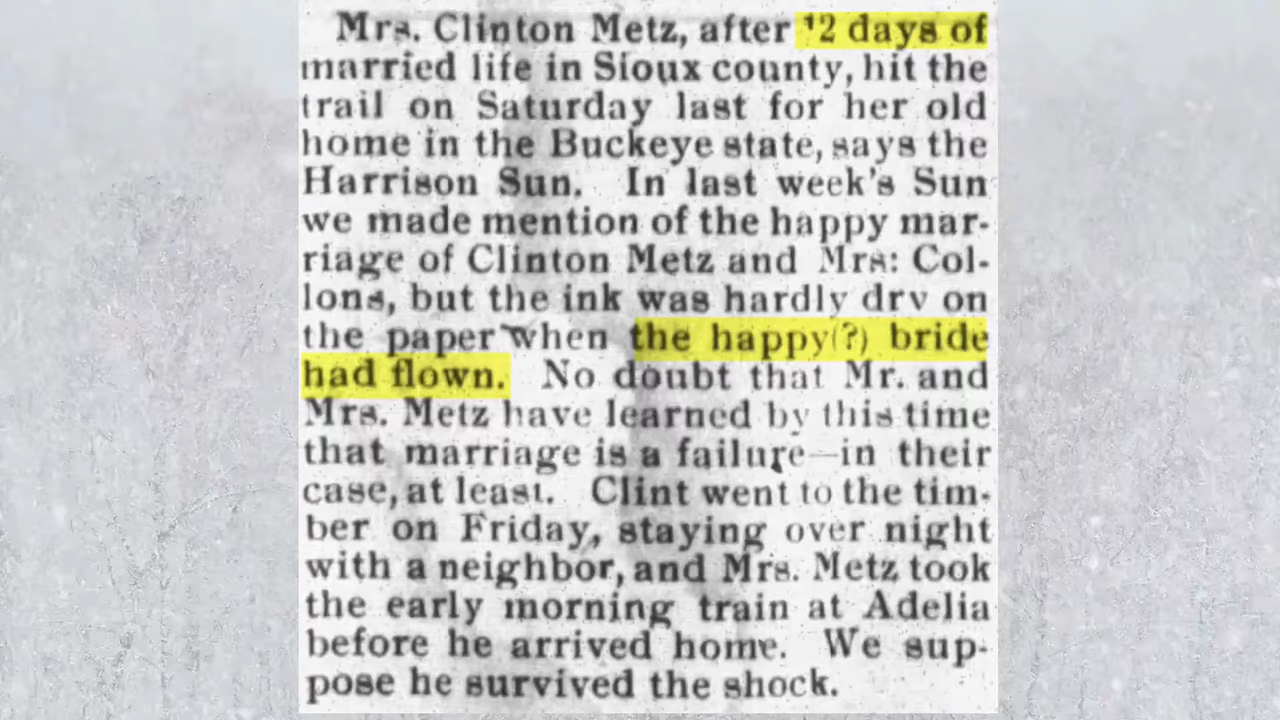 Mrs. Clinton Metz, after 12 days of
married life in Sioux county, hit the
trail on Saturday last for her old
home in the Buckeye state, says the
Harrison Sun. In last week's Sun
we made mention of the happy mar-
riage of Clinton Metz and Mrs: Col-
lons, but the ink was hardly drv on
the paper when the happy(?) bride
had flown. No doubt that Mr. and
Mrs. Metz have learned by this time
that marriage is a failure—in their
case, at least. Clint went to the tim-
ber on Friday, staying over night
with a neighbor, and Mrs. Metz took
the early morning train at Adelia
before he arrived home. We sup-
pose he survived the shock.